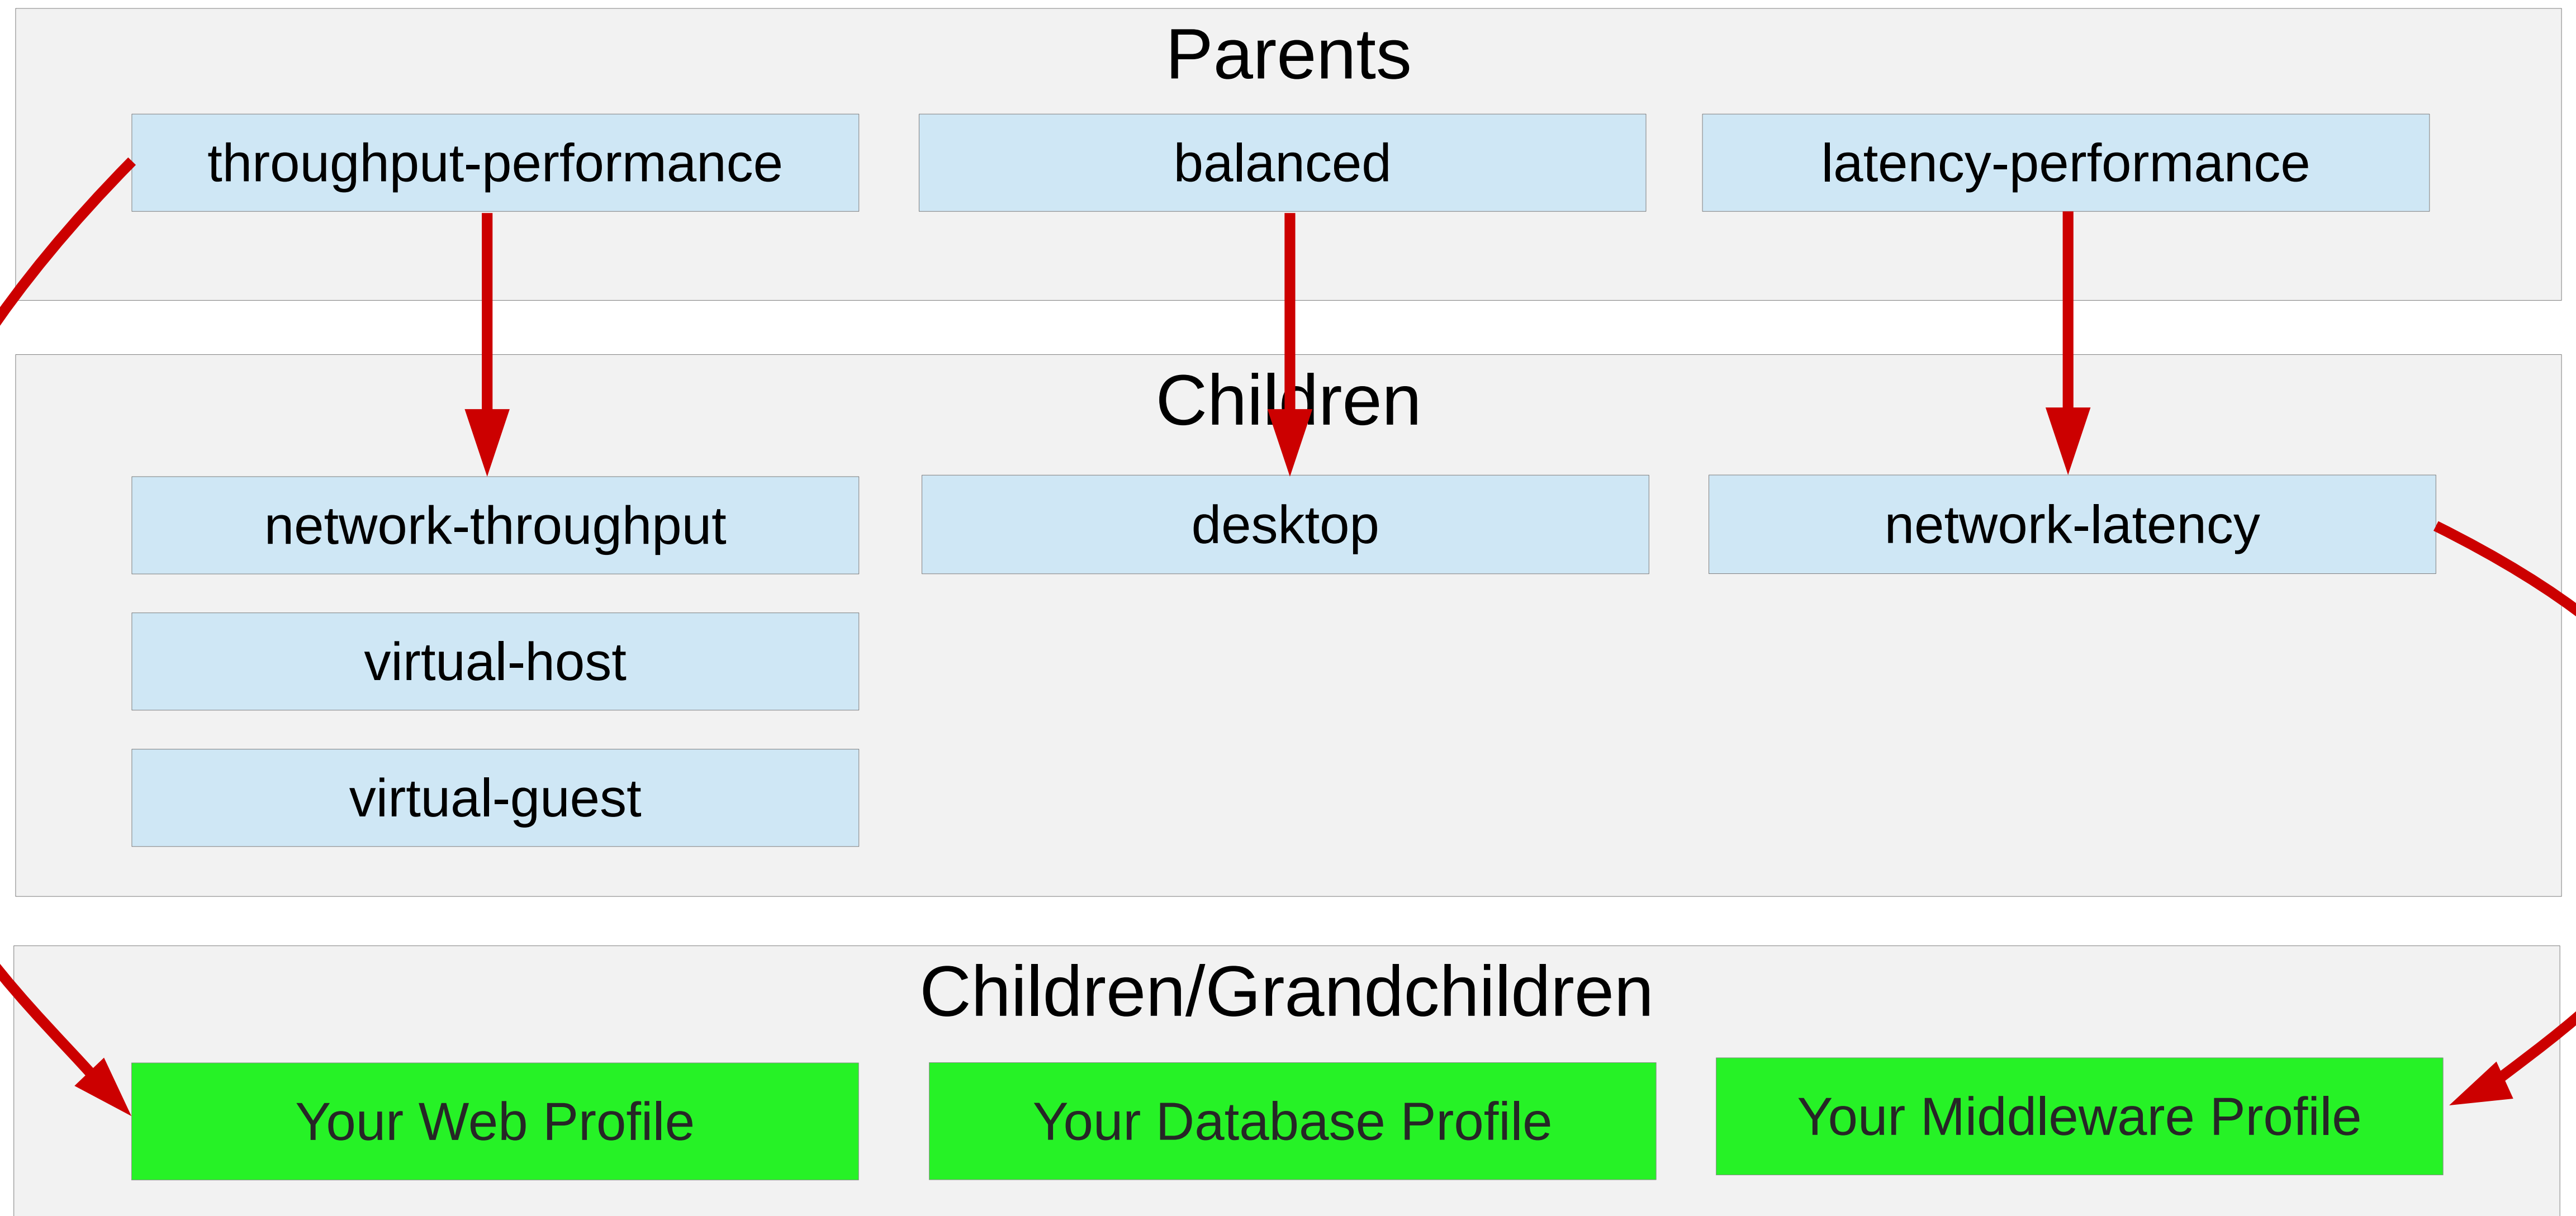 Parents
throughput-performance
balanced
latency-performance
Children
network-throughput
desktop
network-latency
virtual-host
virtual-guest
Children/Grandchildren
Your Web Profile
Your Database Profile
Your Middleware Profile